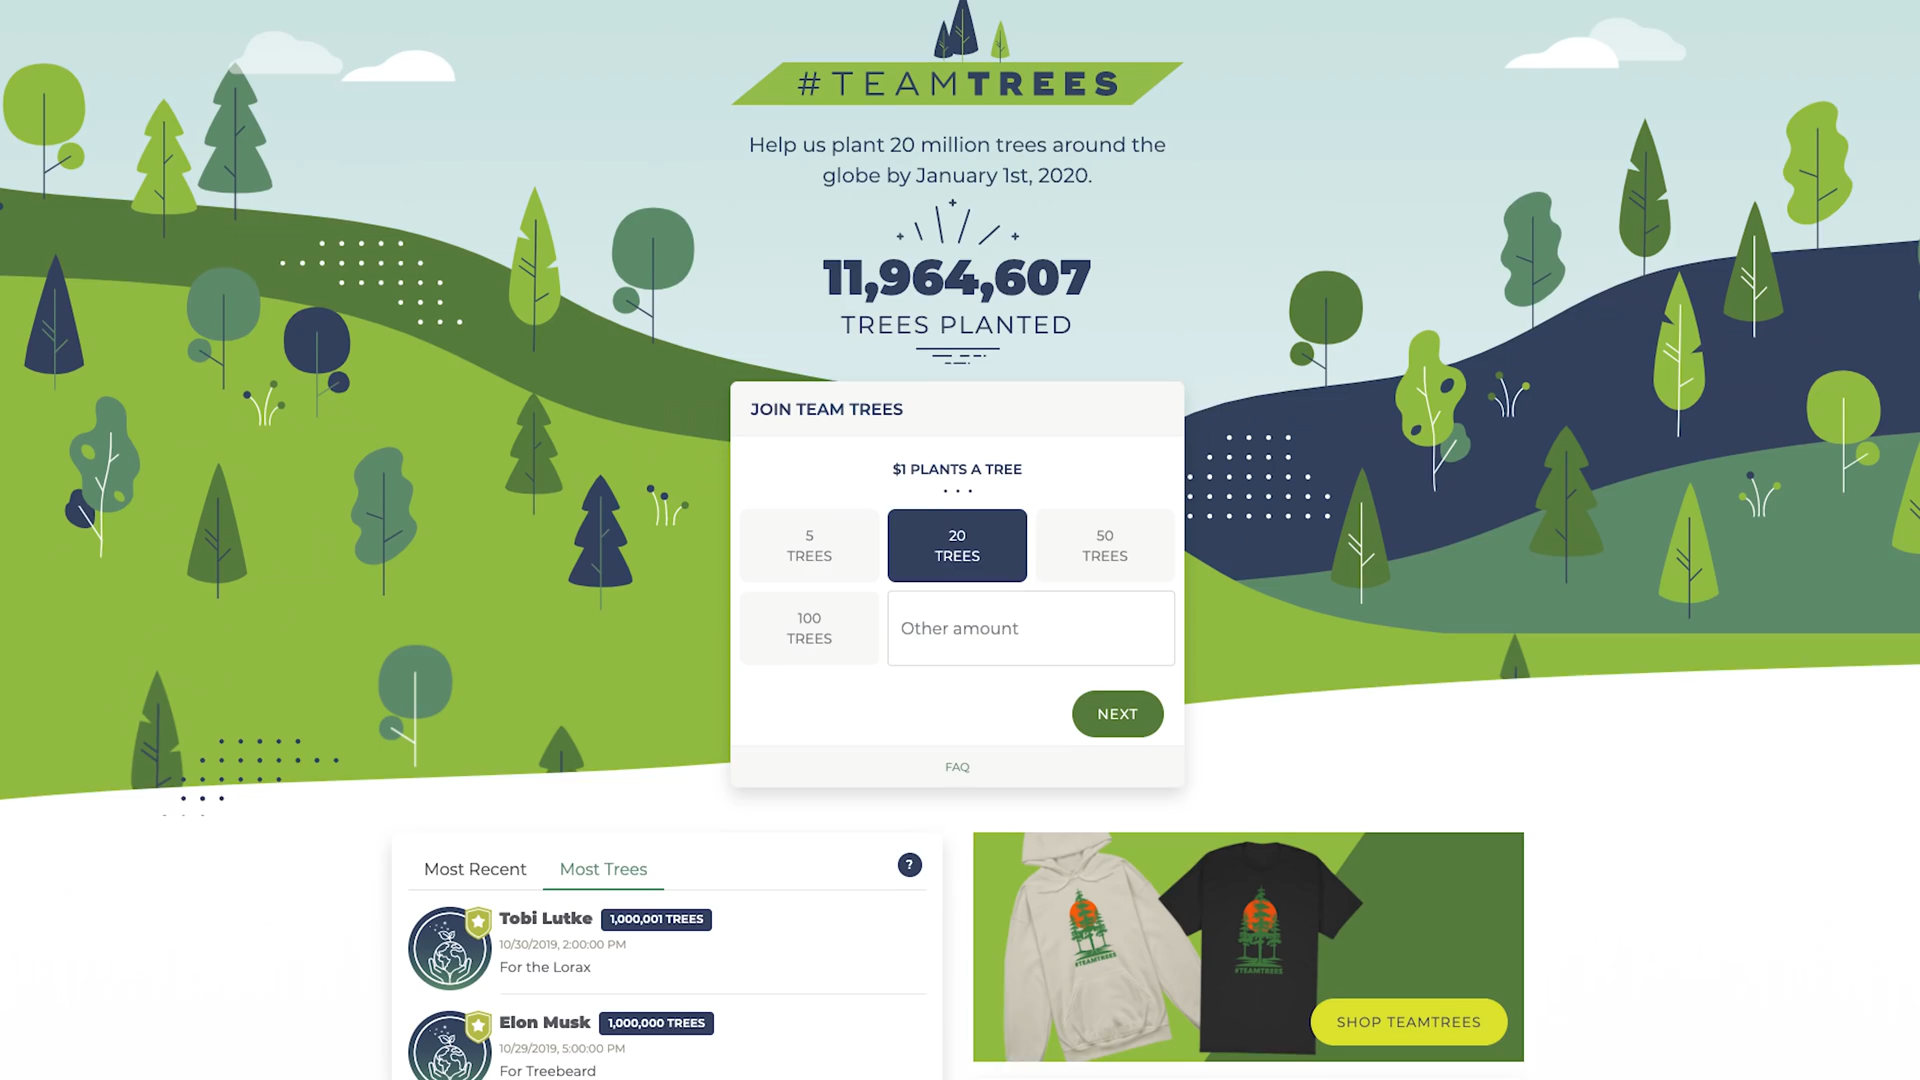 #TEAMTREES
Help us plant 20 million trees around the
globe by January 1st, 2020.
11,964,607
TREES PLANTED
JOIN TEAM TREES
$1 PLANTS A TREE
5
TREES
20
TREES
50
TREES
100
TREES
Other amount
NEXT
FAQ
Most Recent Most Trees ?
Tobi Lutke 1,000,001 TREES
10/30/2019, 2:00:00 PM
For the Lorax
Elon Musk 1,000,000 TREES
10/29/2019, 5:00:00 PM
For Treebeard
#TEAMTREES
#TEAMTREES
SHOP TEAMTREES